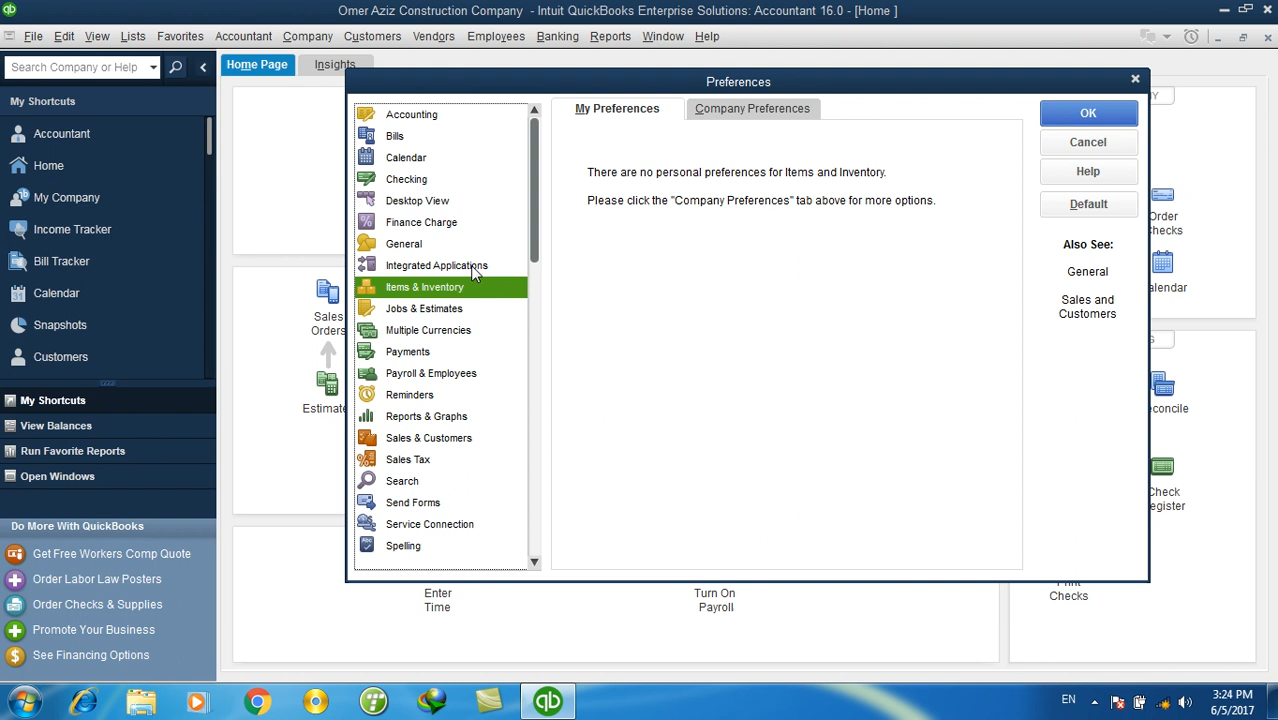 Omer Aziz Construction Company - Intuit QuickBooks Enterprise Solutions: Accountant 16.0 - [Home ]
File Edit View Lists Favorites Accountant Company Customers Vendors Employees Banking Reports Window Help
Search Company or Help
Home Page
Insights
My Shortcuts
Accountant
Home
My Company
Income Tracker
Bill Tracker
Calendar
Snapshots
Customers
My Shortcuts
View Balances
Run Favorite Reports
Open Windows
Do More With QuickBooks
Get Free Workers Comp Quote
Order Labor Law Posters
Order Checks & Supplies
Promote Your Business
See Financing Options
Sales
Orders
Estimate
Preferences
Accounting
Bills
Calendar
Checking
Desktop View
Finance Charge
General
Integrated Applications
Items & Inventory
Jobs & Estimates
Multiple Currencies
Payments
Payroll & Employees
Reminders
Reports & Graphs
Sales & Customers
Sales Tax
Search
Send Forms
Service Connection
Spelling
My Preferences
Company Preferences
There are no personal preferences for Items and Inventory.
Please click the "Company Preferences" tab above for more options.
OK
Cancel
Help
Default
Also See:
General
Sales and
Customers
Y
Order
Checks
alendar
S
econcile
Check
egister
Enter
Time
Turn On
Payroll
Print
Checks
EN
3:24 PM
6/5/2017